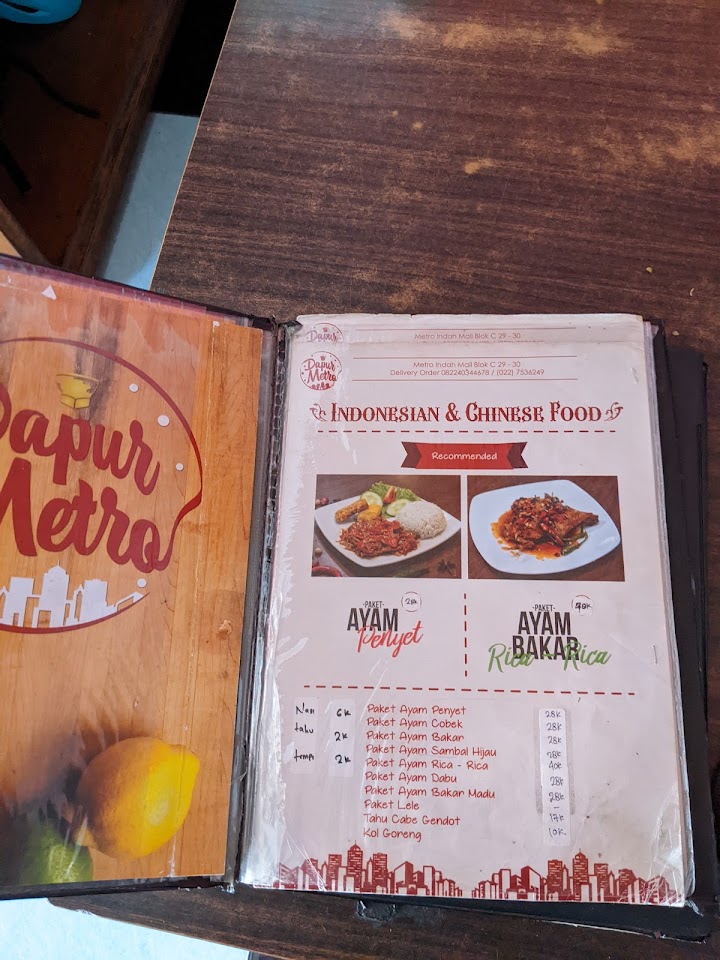 Dapur
Metro
Dapur
Metro Indah Mall Blok C 29 - 30
Dapur
Metro
Metro Indah Mall Blok C 29 - 30
Delivery Order 082240344678 / (022) 7536249
INDONESIAN & CHINESE FOOD
Recommended
-PAKET-
AYAM
Penyet
28k
-PAKET-
AYAM
BAKAR
Rica - Rica
40k
Nasi 6k
tahu 2k
temp 2k
Paket Ayam Penyet 28k
Paket Ayam Cobek 28k
Paket Ayam Bakar 28k
Paket Ayam Sambal Hijau 28k
Paket Ayam Rica - Rica 40k
Paket Ayam Dabu 28k
Paket Ayam Bakar Madu 28k
Paket Lele -
Tahu Cabe Gendot 17k
Kol Goreng 10k